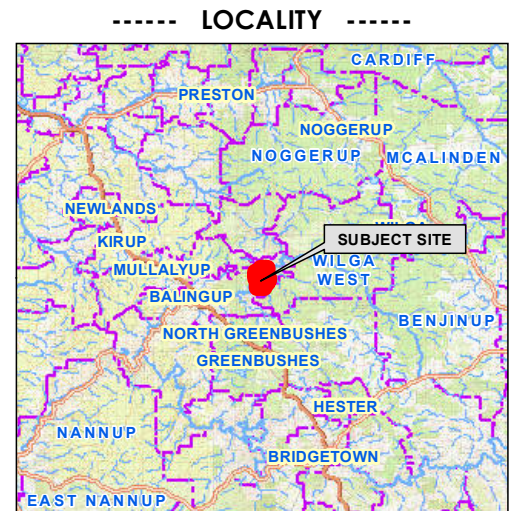 ------ LOCALITY ------
CARDIFF
PRESTON
NOGGERUP
NOGGERUP
MCALINDEN
NEWLANDS
KIRUP
SUBJECT SITE
MULLALYUP
WILGA
WEST
BALINGUP
BENJINUP
NORTH GREENBUSHES
GREENBUSHES
HESTER
NANNUP
BRIDGETOWN
EAST NANNUP